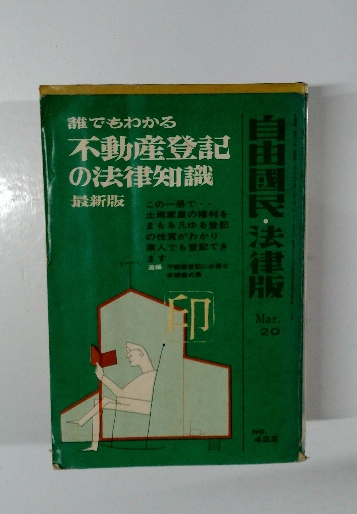 誰でもわかる
不動産登記
の法律知識
最新版
この一冊で・・
土地家屋の権利を
まもる凡ゆる登記
の性質がわかり
素人でも登記でき
ます
自由國民・法律版
Mar.
20
印
NO.
422